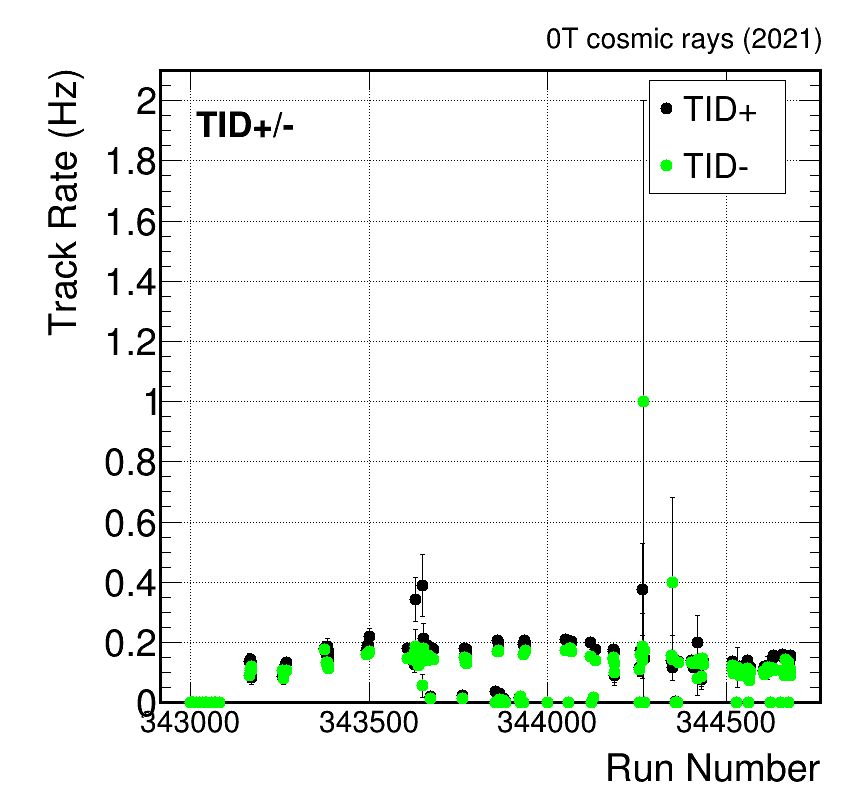 0T cosmic rays (2021)
Track Rate (Hz)
TID+/-
TID+
TID-
2
1.8
1.6
1.4
1.2
1
0.8
0.6
0.4
0.2
0
343000 343500 344000 344500
Run Number